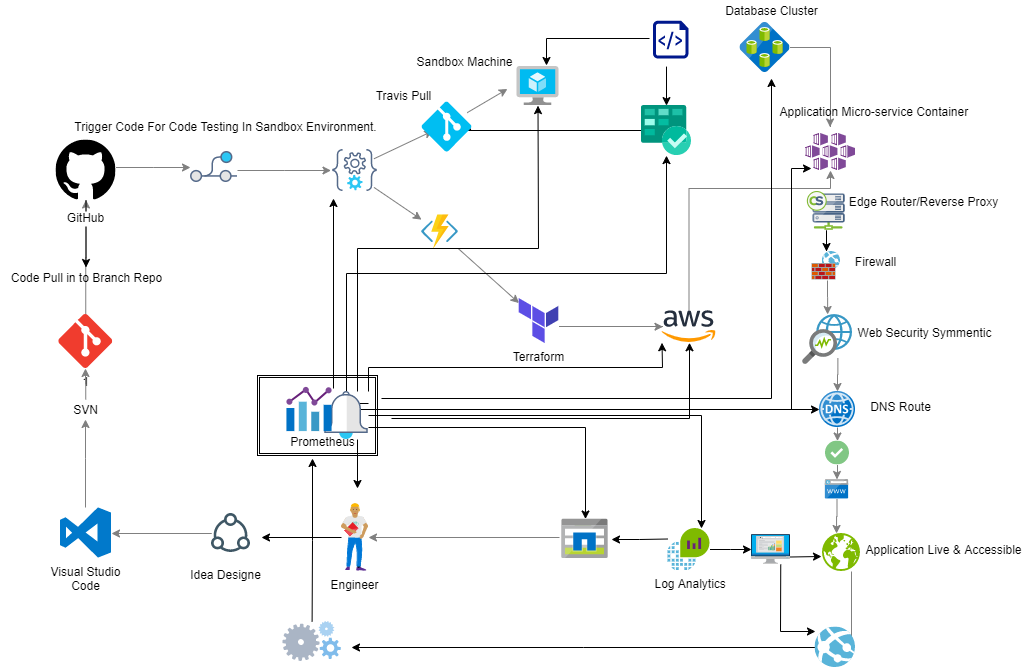 Database Cluster
</>
Sandbox Machine
Travis Pull
Application Micro-service Container
Trigger Code For Code Testing In Sandbox Environment.
CS
Edge Router/Reverse Proxy
GitHub
Firewall
Code Pull in to Branch Repo
aws
Web Security Symmentic
Terraform
SVN
DNS
DNS Route
Prometheus
www
Application Live & Accessible
Visual Studio
Code
Idea Designe
Engineer
Log Analytics